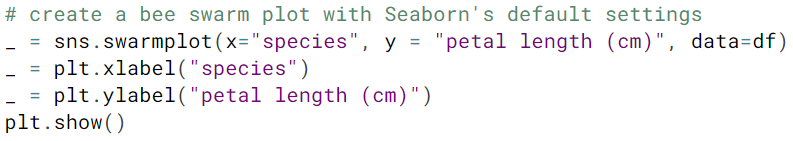 # create a bee swarm plot with Seaborn's default settings
_ = sns.swarmplot(x="species", y = "petal length (cm)", data=df)
_ = plt.xlabel("species")
_ = plt.ylabel("petal length (cm)")
plt.show()